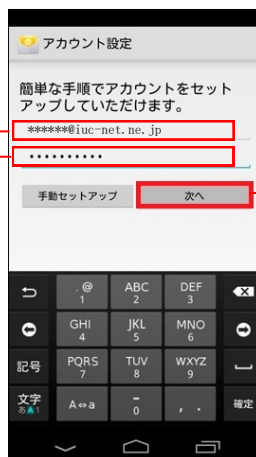 アカウント設定
簡単な手順でアカウントをセット
アップしていただけます。
******@iuc-net.ne.jp
••••••••••
手動セットアップ 次へ
.@ ABC DEF
1 2 3
GHI JKL MNO
4 5 6
記号 PQRS TUV WXYZ
7 8 9
文字 A⇔a - , . 確定
あA1 0